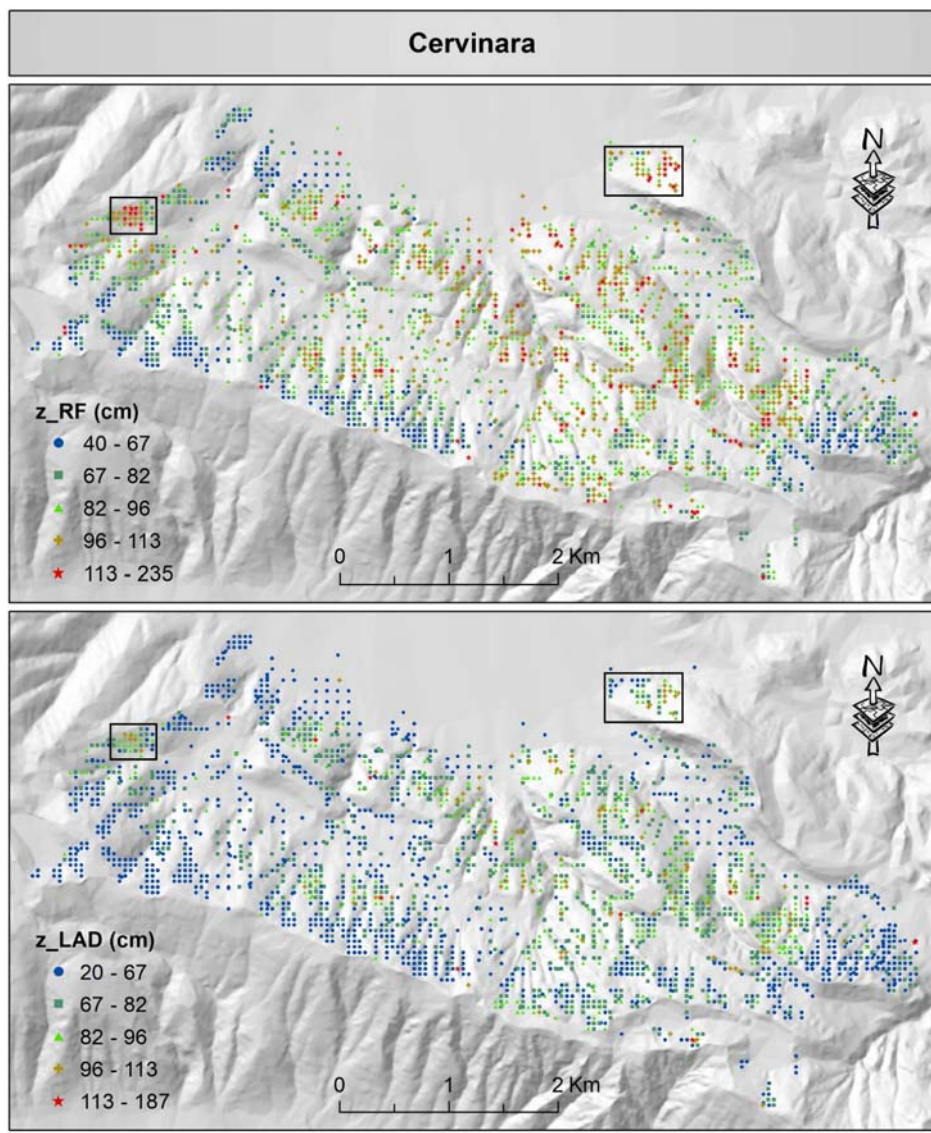 Cervinara
N
z_RF (cm)
40 - 67
67 - 82
82 - 96
96 - 113
113 - 235
0 1 2 Km
N
z_LAD (cm)
20 - 67
67 - 82
82 - 96
96 - 113
113 - 187
0 1 2 Km